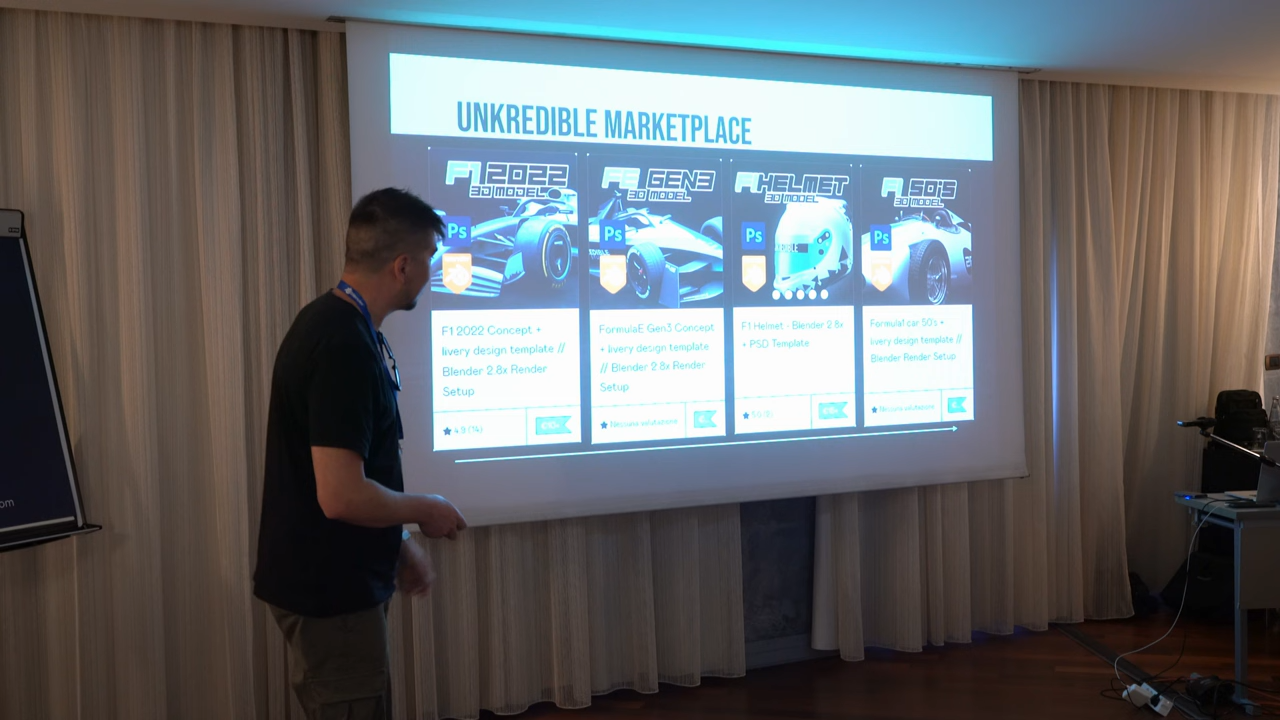 UNKREDIBLE MARKETPLACE
F1 2022
3D MODEL
Ps
F1 2022 Concept +
livery design template //
Blender 2.8x Render
Setup
4.9 (14)
FE GEN3
3D MODEL
Ps
FormulaE Gen3 Concept
+ livery design template
// Blender 2.8x Render
Setup
Nessuna valutazione
F1 HELMET
3D MODEL
Ps
F1 Helmet - Blender 2.8x
+ PSD Template
5.0
F1 50'S
3D MODEL
Ps
Formula1 car 50's +
livery design template //
Blender Render Setup
Nessuna valutazione
om